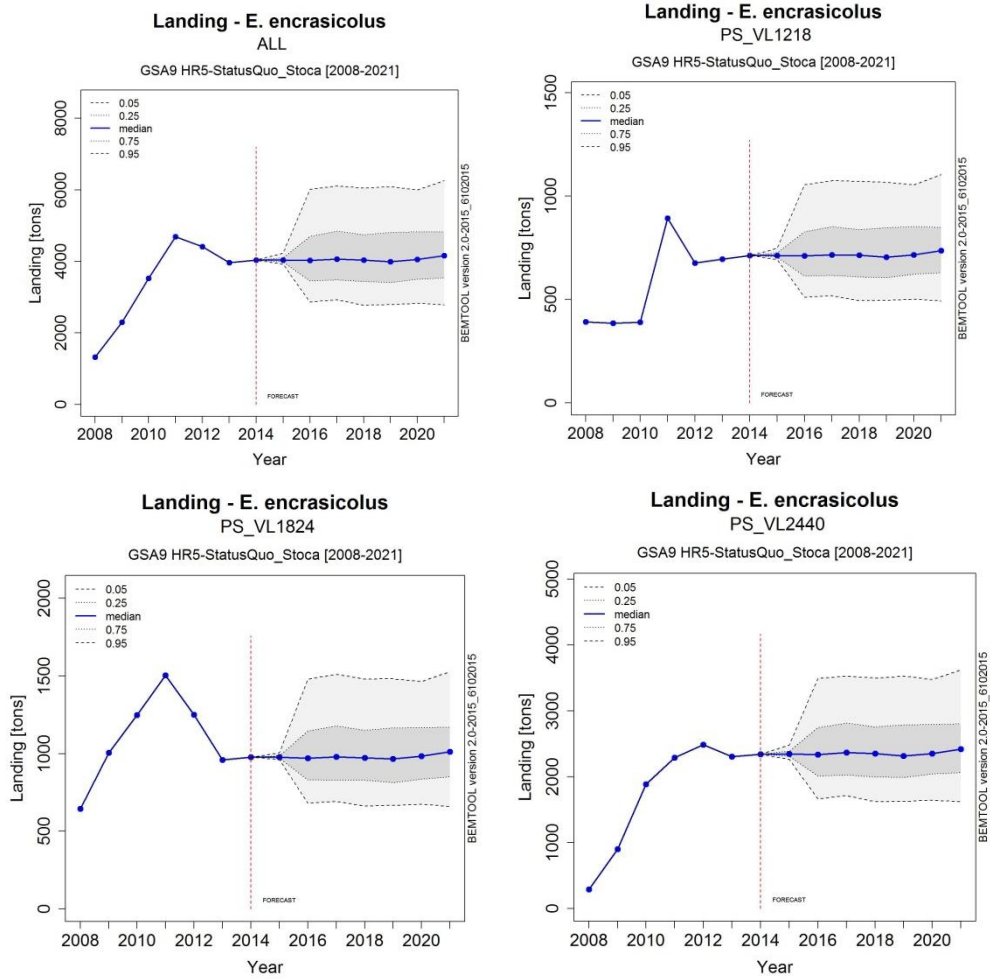 Landing - E. encrasicolus
ALL
GSA9 HR5-StatusQuo_Stoca [2008-2021]
0.05
0.25
median
0.75
0.95
8000
6000
4000
2000
0
Landing [tons]
FORECAST
2008 2010 2012 2014 2016 2018 2020
Year
BEMTOOL version 2.0-2015_6102015
Landing - E. encrasicolus
PS_VL1218
GSA9 HR5-StatusQuo_Stoca [2008-2021]
0.05
0.25
median
0.75
0.95
1500
1000
500
0
Landing [tons]
FORECAST
2008 2010 2012 2014 2016 2018 2020
Year
BEMTOOL version 2.0-2015_6102015
Landing - E. encrasicolus
PS_VL1824
GSA9 HR5-StatusQuo_Stoca [2008-2021]
0.05
0.25
median
0.75
0.95
2000
1500
1000
500
0
Landing [tons]
FORECAST
2008 2010 2012 2014 2016 2018 2020
Year
BEMTOOL version 2.0-2015_6102015
Landing - E. encrasicolus
PS_VL2440
GSA9 HR5-StatusQuo_Stoca [2008-2021]
0.05
0.25
median
0.75
0.95
5000
4000
3000
2000
1000
0
Landing [tons]
FORECAST
2008 2010 2012 2014 2016 2018 2020
Year
BEMTOOL version 2.0-2015_6102015